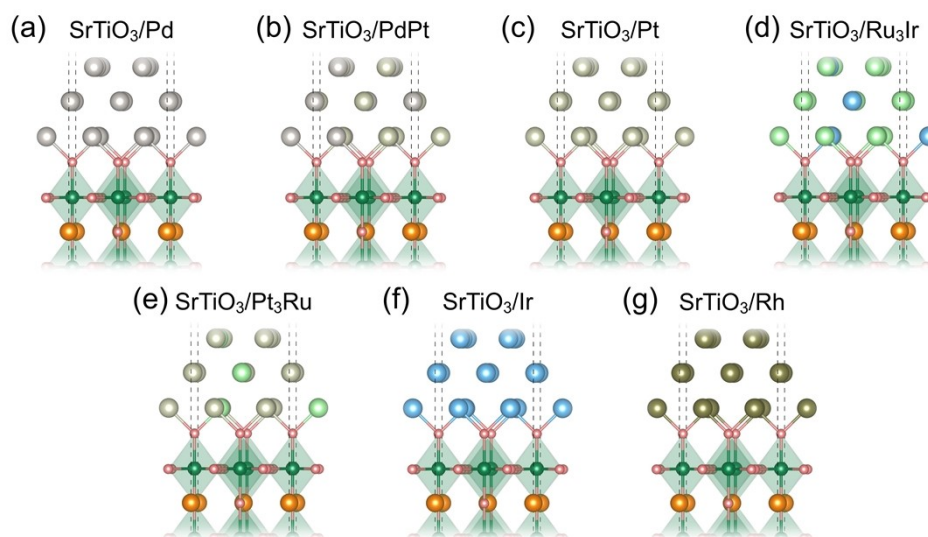 (a) SrTiO₃/Pd
(b) SrTiO₃/PdPt
(c) SrTiO₃/Pt
(d) SrTiO₃/Ru₃Ir
(e) SrTiO₃/Pt₃Ru
(f) SrTiO₃/Ir
(g) SrTiO₃/Rh